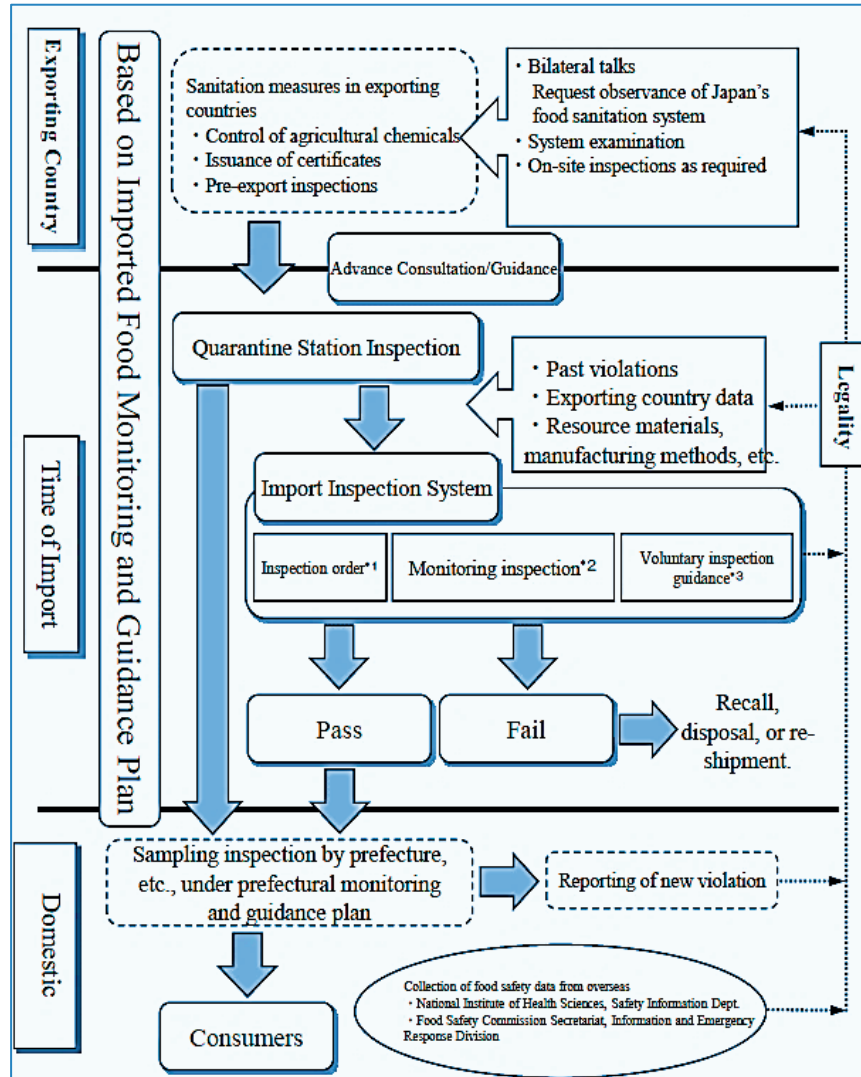 Exporting Country
Based on Imported Food Monitoring and Guidance Plan
Sanitation measures in exporting
countries
・Control of agricultural chemicals
・Issuance of certificates
・Pre-export inspections
・Bilateral talks
Request observance of Japan's
food sanitation system
・System examination
・On-site inspections as required
Advance Consultation/Guidance
Time of Import
Quarantine Station Inspection
・Past violations
・Exporting country data
・Resource materials,
manufacturing methods, etc.
Legality
Import Inspection System
Inspection order*1
Monitoring inspection*2
Voluntary inspection
guidance*3
Pass
Fail
Recall,
disposal, or re-
shipment.
Domestic
Sampling inspection by prefecture,
etc., under prefectural monitoring
and guidance plan
Reporting of new violation
Consumers
Collection of food safety data from overseas
・National Institute of Health Sciences, Safety Information Dept.
・Food Safety Commission Secretariat, Information and Emergency
Response Division